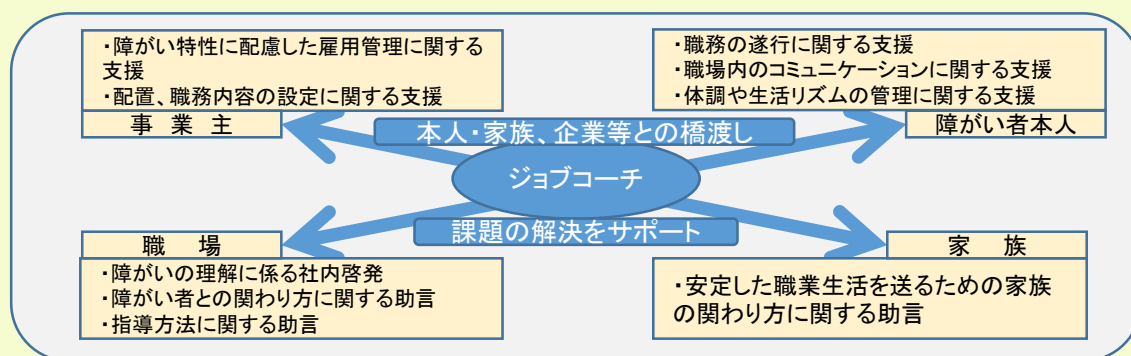 ・障がい特性に配慮した雇用管理に関する
支援
・配置、職務内容の設定に関する支援
事 業 主
・職務の遂行に関する支援
・職場内のコミュニケーションに関する支援
・体調や生活リズムの管理に関する支援
障がい者本人
本人・家族、企業等との橋渡し
ジョブコーチ
課題の解決をサポート
職 場
・障がいの理解に係る社内啓発
・障がい者との関わり方に関する助言
・指導方法に関する助言
家 族
・安定した職業生活を送るための家族
の関わり方に関する助言